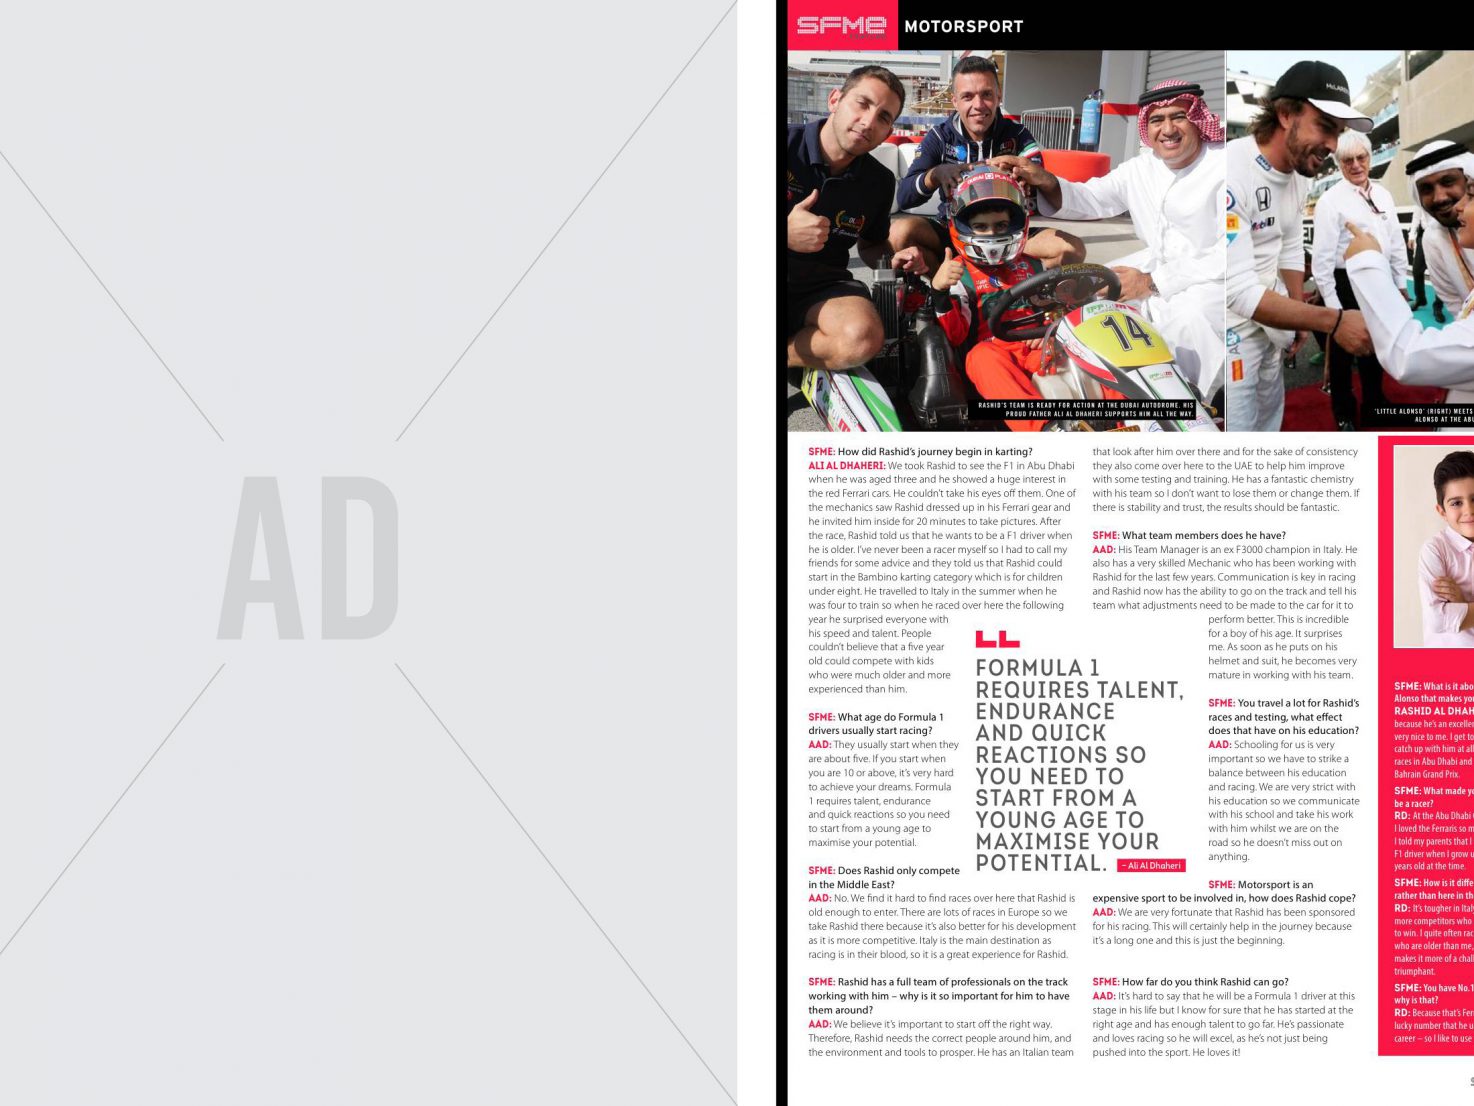 AD
SFMe
MOTORSPORT
RASHID'S TEAM IS READY FOR ACTION AT THE DUBAI AUTODROME. HIS
PROUD FATHER ALI AL DHAHERI SUPPORTS HIM ALL THE WAY.
'LITTLE ALONSO' (RIGHT) MEETS
ALONSO AT THE ABU
DUBAI
14
SFME: How did Rashid's journey begin in karting?
ALI AL DHAHERI: We took Rashid to see the F1 in Abu Dhabi
when he was aged three and he showed a huge interest in
the red Ferrari cars. He couldn't take his eyes off them. One of
the mechanics saw Rashid dressed up in his Ferrari gear and
he invited him inside for 20 minutes to take pictures. After
the race, Rashid told us that he wants to be a F1 driver when
he is older. I've never been a racer myself so I had to call my
friends for some advice and they told us that Rashid could
start in the Bambino karting category which is for children
under eight. He travelled to Italy in the summer when he
was four to train so when he raced over here the following
year he surprised everyone with
his speed and talent. People
couldn't believe that a five year
old could compete with kids
who were much older and more
experienced than him.
SFME: What age do Formula 1
drivers usually start racing?
AAD: They usually start when they
are about five. If you start when
you are 10 or above, it's very hard
to achieve your dreams. Formula
1 requires talent, endurance
and quick reactions so you need
to start from a young age to
maximise your potential.
SFME: Does Rashid only compete
in the Middle East?
AAD: No. We find it hard to find races over here that Rashid is
old enough to enter. There are lots of races in Europe so we
take Rashid there because it's also better for his development
as it is more competitive. Italy is the main destination as
racing is in their blood, so it is a great experience for Rashid.
SFME: Rashid has a full team of professionals on the track
working with him – why is it so important for him to have
them around?
AAD: We believe it's important to start off the right way.
Therefore, Rashid needs the correct people around him, and
the environment and tools to prosper. He has an Italian team
FORMULA 1
REQUIRES TALENT,
ENDURANCE
AND QUICK
REACTIONS SO
YOU NEED TO
START FROM A
YOUNG AGE TO
MAXIMISE YOUR
POTENTIAL. – Ali Al Dhaheri
that look after him over there and for the sake of consistency
they also come over here to the UAE to help him improve
with some testing and training. He has a fantastic chemistry
with his team so I don't want to lose them or change them. If
there is stability and trust, the results should be fantastic.
SFME: What team members does he have?
AAD: His Team Manager is an ex F3000 champion in Italy. He
also has a very skilled Mechanic who has been working with
Rashid for the last few years. Communication is key in racing
and Rashid now has the ability to go on the track and tell his
team what adjustments need to be made to the car for it to
perform better. This is incredible
for a boy of his age. It surprises
me. As soon as he puts on his
helmet and suit, he becomes very
mature in working with his team.
SFME: You travel a lot for Rashid's
races and testing, what effect
does that have on his education?
AAD: Schooling for us is very
important so we have to strike a
balance between his education
and racing. We are very strict with
his education so we communicate
with his school and take his work
with him whilst we are on the
road so he doesn't miss out on
anything.
SFME: Motorsport is an
expensive sport to be involved in, how does Rashid cope?
AAD: We are very fortunate that Rashid has been sponsored
for his racing. This will certainly help in the journey because
it's a long one and this is just the beginning.
SFME: How far do you think Rashid can go?
AAD: It's hard to say that he will be a Formula 1 driver at this
stage in his life but I know for sure that he has started at the
right age and has enough talent to go far. He's passionate
and loves racing so he will excel, as he's not just being
pushed into the sport. He loves it!
SFME: What is it abo
Alonso that makes you
RASHID AL DHAH
because he's an excelle
very nice to me. I get to
catch up with him at all
races in Abu Dhabi and
Bahrain Grand Prix.
SFME: What made yo
be a racer?
RD: At the Abu Dhabi
I loved the Ferraris so m
I told my parents that I
F1 driver when I grow u
years old at the time.
SFME: How is it diffe
rather than here in th
RD: It's tougher in Ital
more competitors who
to win. I quite often rac
who are older than me,
makes it more of a chall
triumphant.
SFME: You have No.1
why is that?
RD: Because that's Fer
lucky number that he u
career – so I like to use